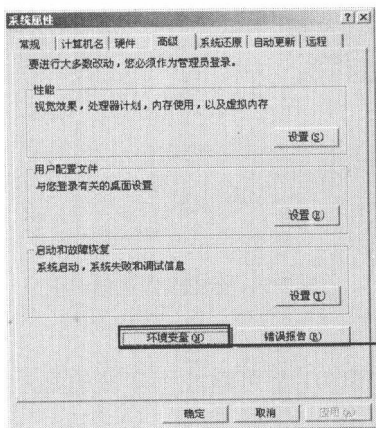 系统属性
常规 计算机名 硬件 高级 系统还原 自动更新 远程
要进行大多数改动，您必须作为管理员登录。
性能
视觉效果，处理器计划，内存使用，以及虚拟内存
设置(S)
用户配置文件
与您登录有关的桌面设置
设置(E)
启动和故障恢复
系统启动，系统失败和调试信息
设置(T)
环境变量(N) 错误报告(R)
确定 取消 应用(A)